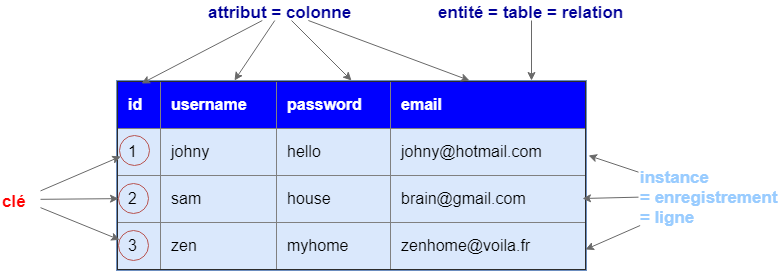 attribut = colonne
entité = table = relation
id username password email
1 johny hello johny@hotmail.com
2 sam house brain@gmail.com
3 zen myhome zenhome@voila.fr
clé
instance
= enregistrement
= ligne